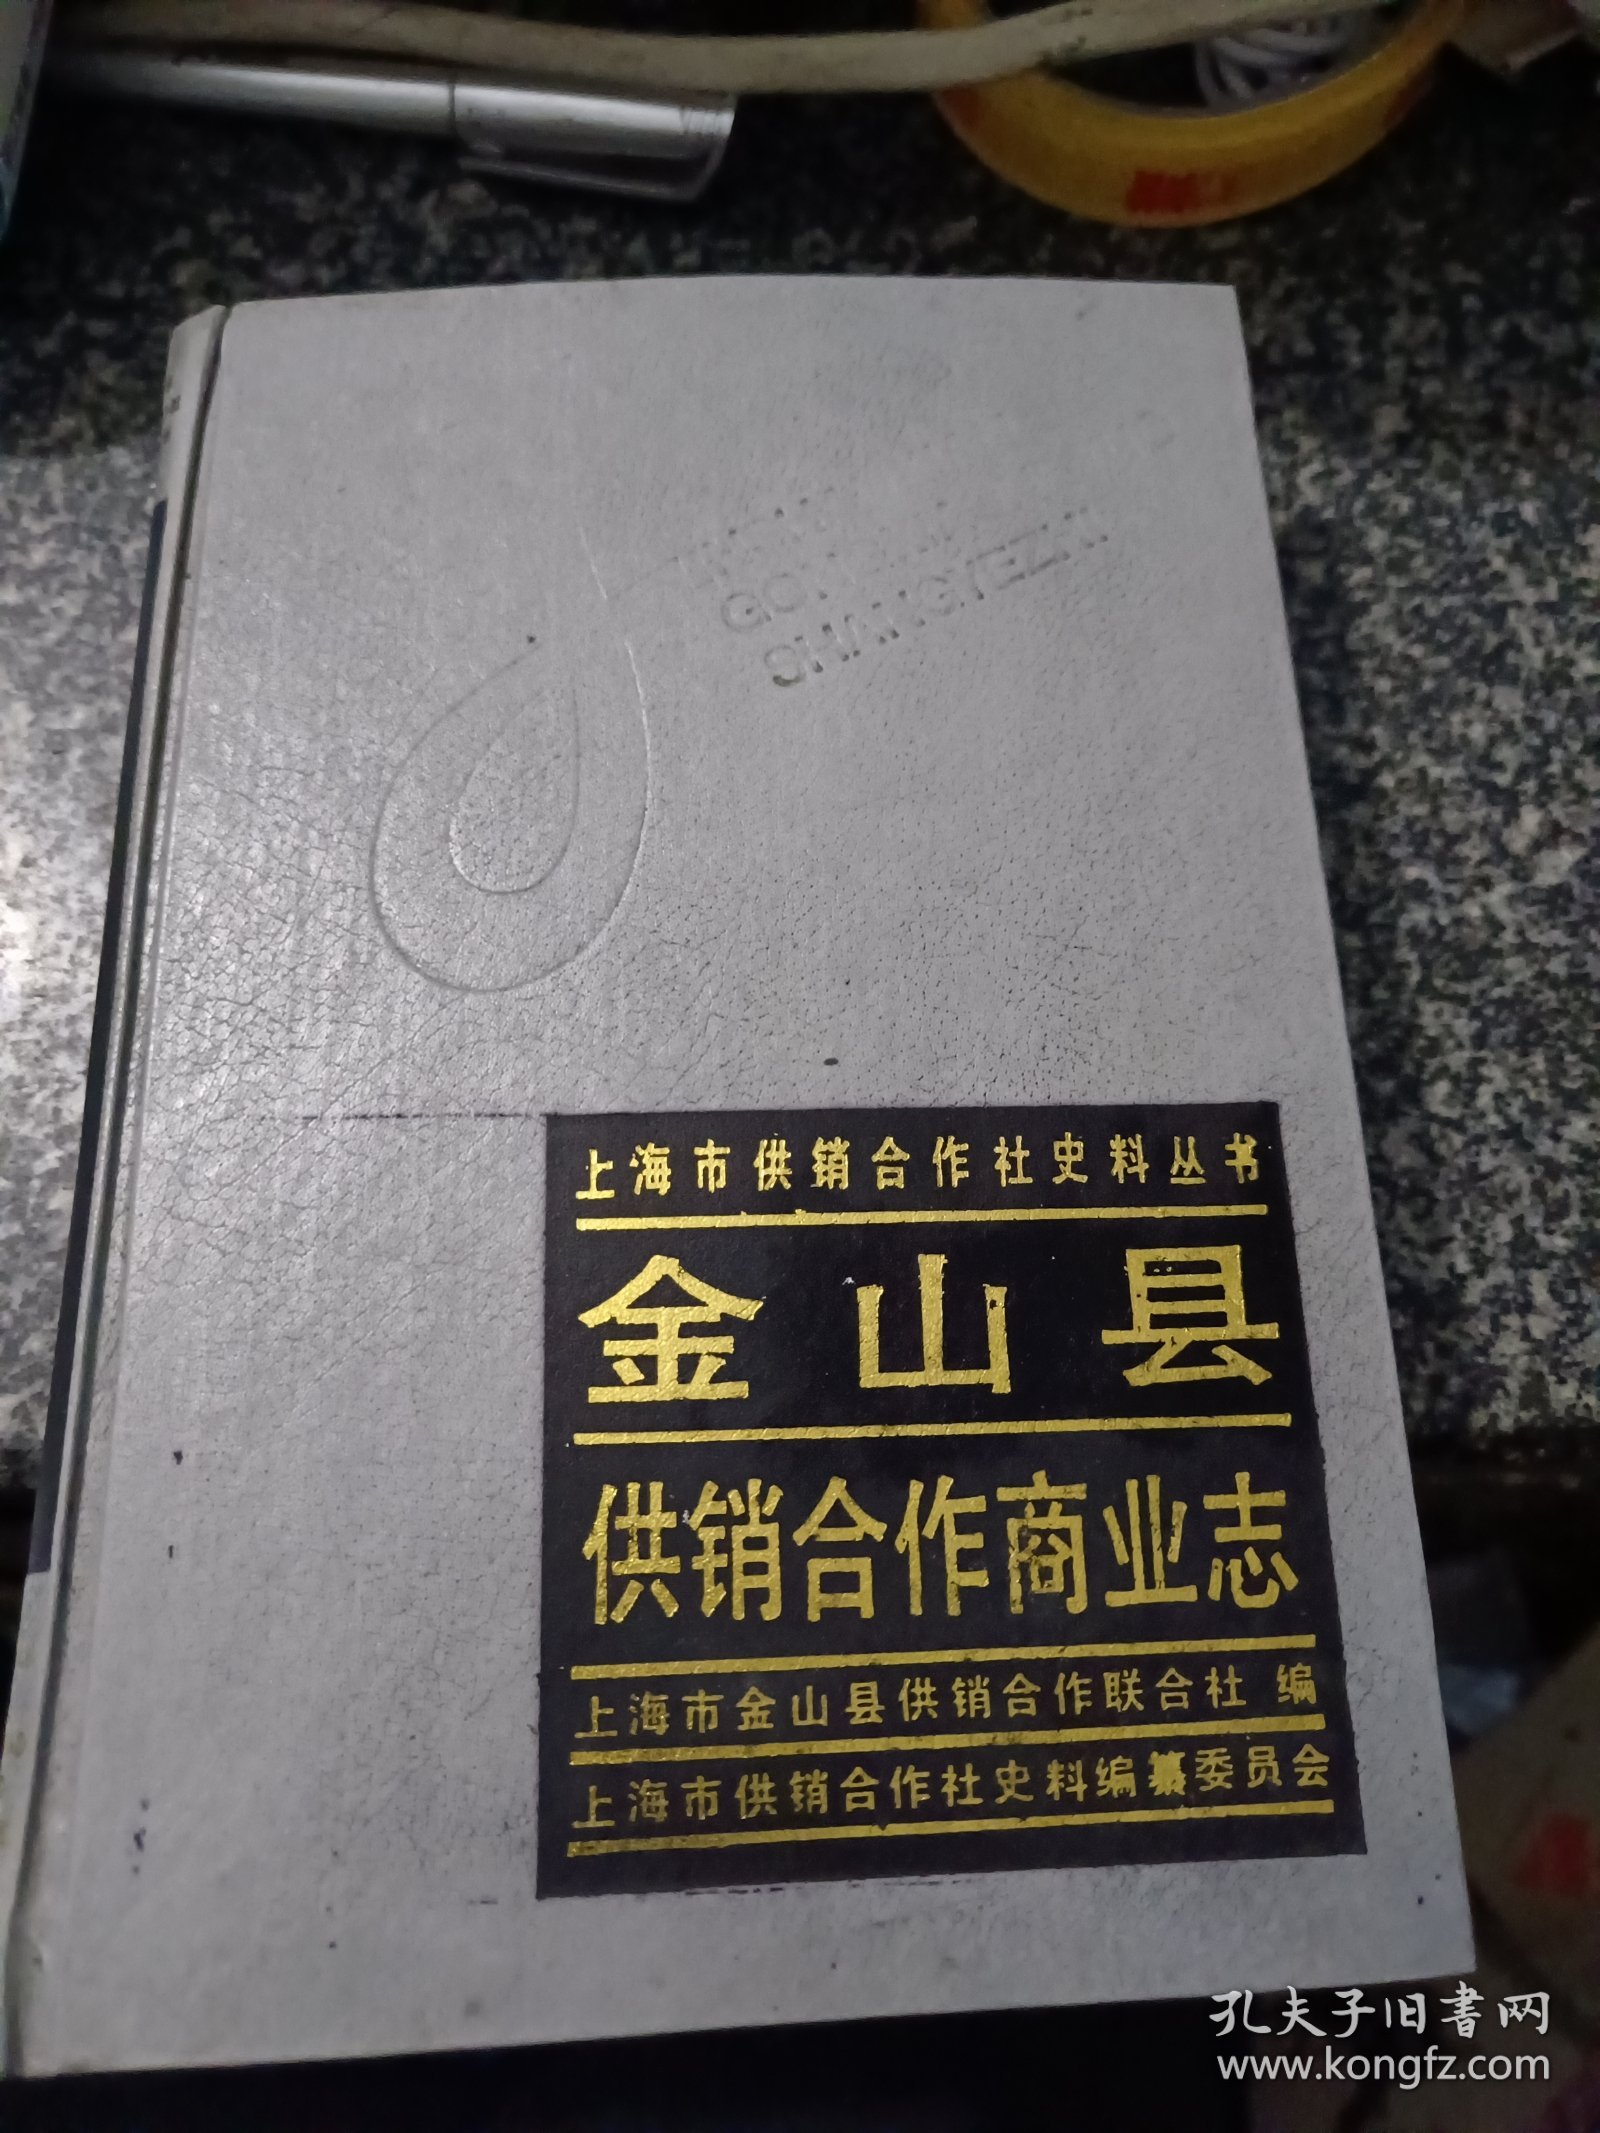 SHANGYEZHI
上海市供销合作社史料丛书
金山县
供销合作商业志
上海市金山县供销合作联合社 编
上海市供销合作社史料编纂委员会
孔夫子旧書网
www.kongfz.com